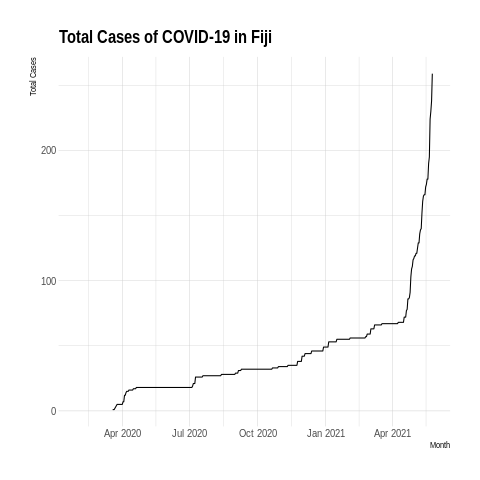 Total Cases of COVID-19 in Fiji
Total Cases
200
100
0
Apr 2020 Jul 2020 Oct 2020 Jan 2021 Apr 2021
Month